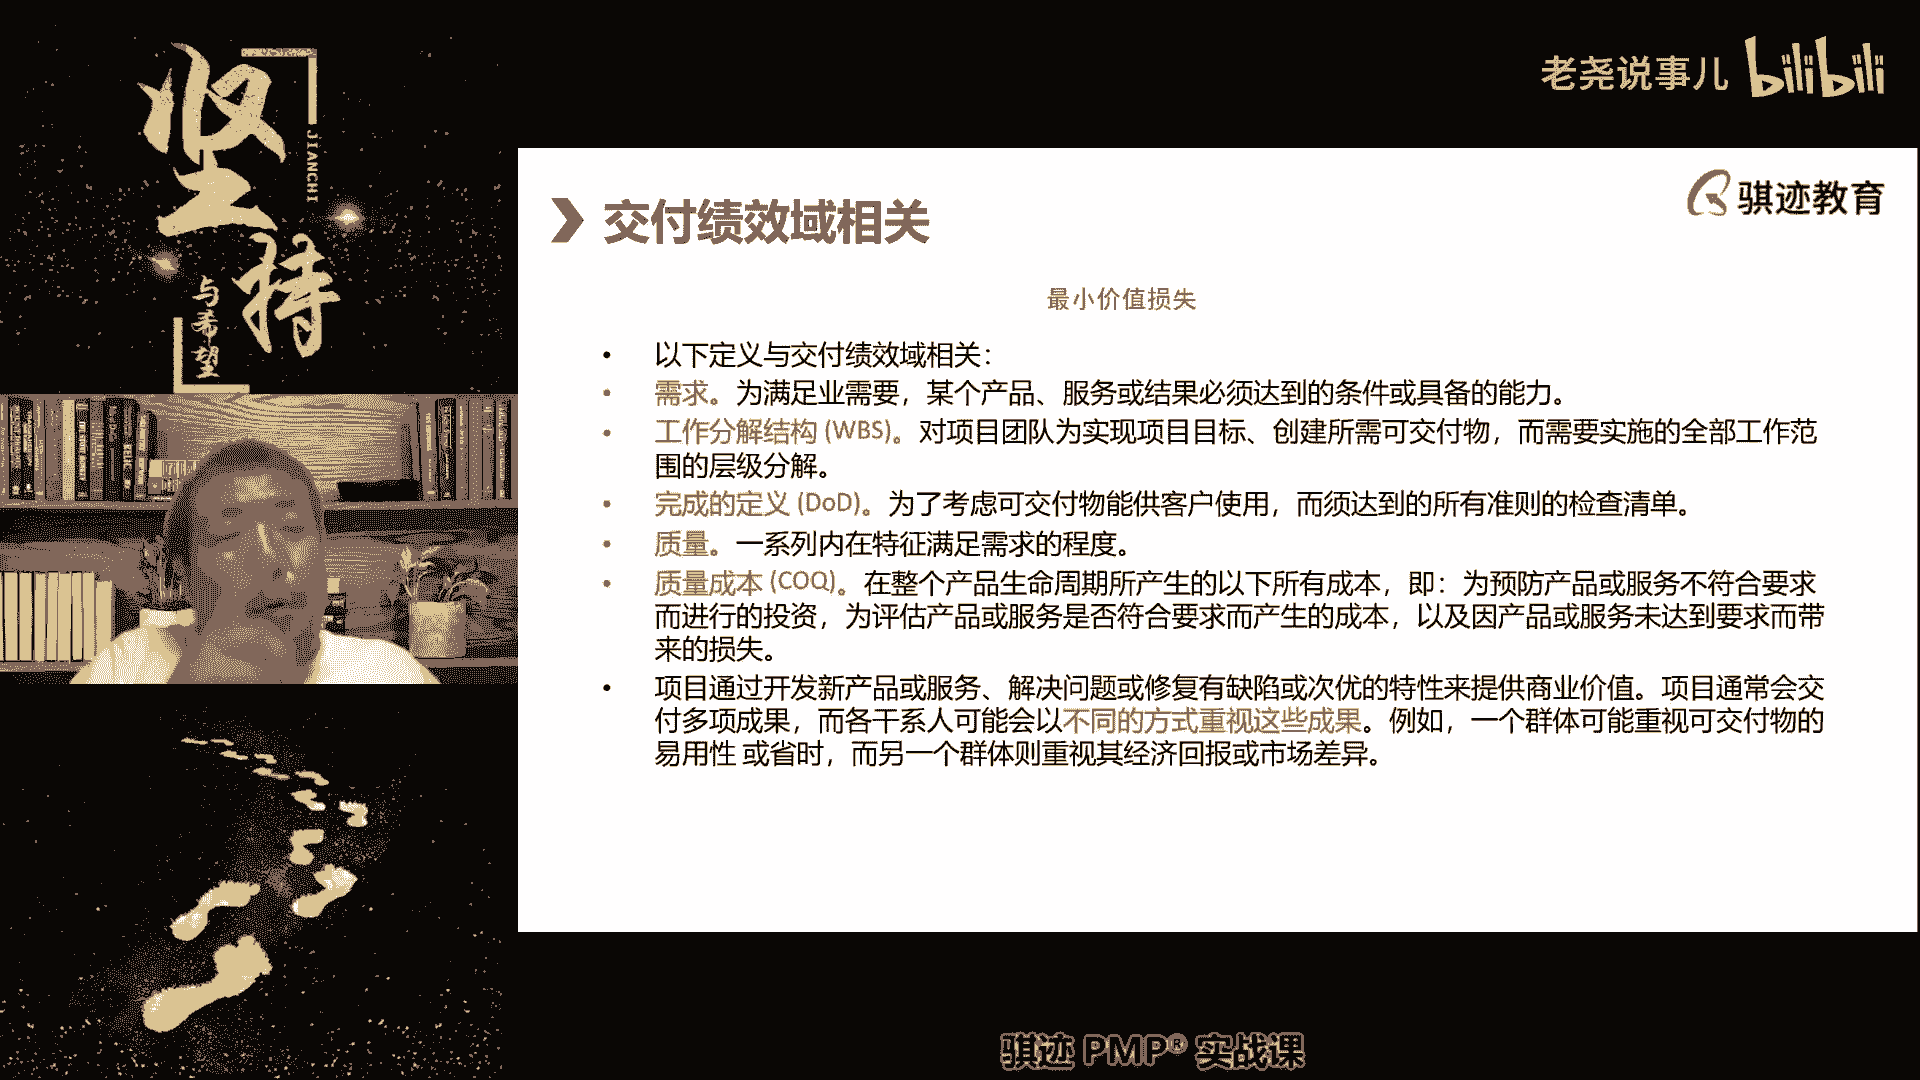 坚持
JIANCHI
与希望
老尧说事儿 bilibili
骐迹教育
交付绩效域相关
最小价值损失
• 以下定义与交付绩效域相关：
• 需求。为满足业需要，某个产品、服务或结果必须达到的条件或具备的能力。
• 工作分解结构 (WBS)。对项目团队为实现项目目标、创建所需可交付物，而需要实施的全部工作范
围的层级分解。
• 完成的定义 (DoD)。为了考虑可交付物能供客户使用，而须达到的所有准则的检查清单。
• 质量。一系列内在特征满足需求的程度。
• 质量成本 (COQ)。在整个产品生命周期所产生的以下所有成本，即：为预防产品或服务不符合要求
而进行的投资，为评估产品或服务是否符合要求而产生的成本，以及因产品或服务未达到要求而带
来的损失。
• 项目通过开发新产品或服务、解决问题或修复有缺陷或次优的特性来提供商业价值。项目通常会交
付多项成果，而各干系人可能会以不同的方式重视这些成果。例如，一个群体可能重视可交付物的
易用性 或省时，而另一个群体则重视其经济回报或市场差异。
骐迹 PMP® 实战课